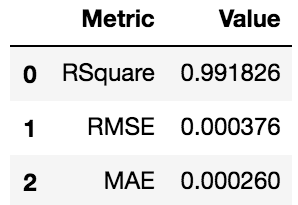 Metric Value
0 RSquare 0.991826
1 RMSE 0.000376
2 MAE 0.000260